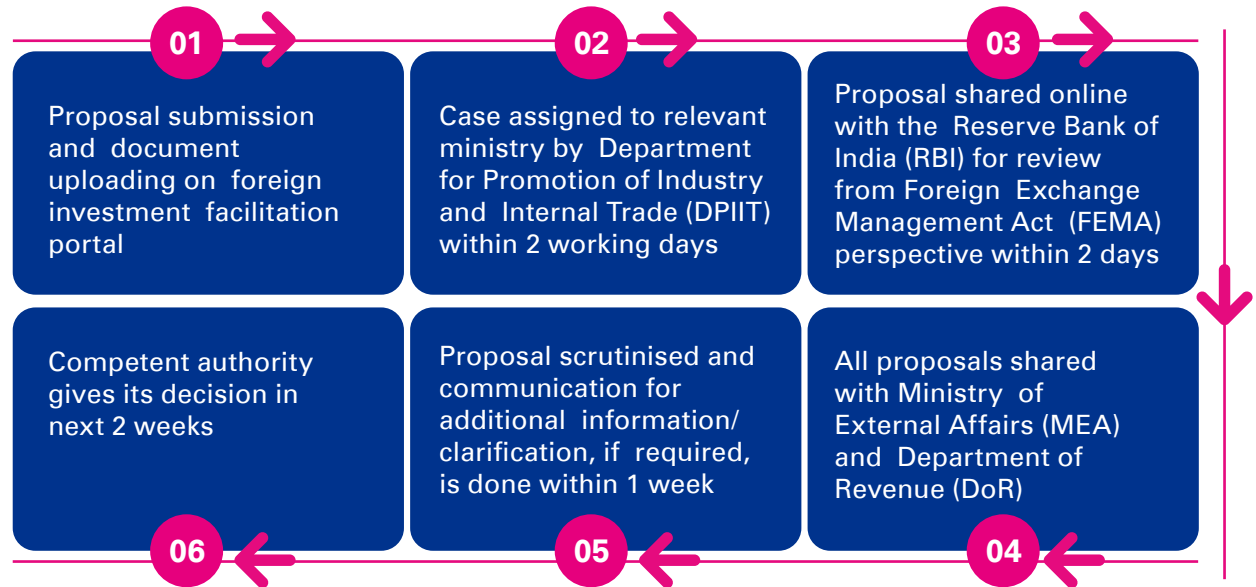 01
Proposal submission
and document
uploading on foreign
investment facilitation
portal
02
Case assigned to relevant
ministry by Department
for Promotion of Industry
and Internal Trade (DPIIT)
within 2 working days
03
Proposal shared online
with the Reserve Bank of
India (RBI) for review
from Foreign Exchange
Management Act (FEMA)
perspective within 2 days
All proposals shared
with Ministry of
External Affairs (MEA)
and Department of
Revenue (DoR)
04
Proposal scrutinised and
communication for
additional information/
clarification, if required,
is done within 1 week
05
Competent authority
gives its decision in
next 2 weeks
06